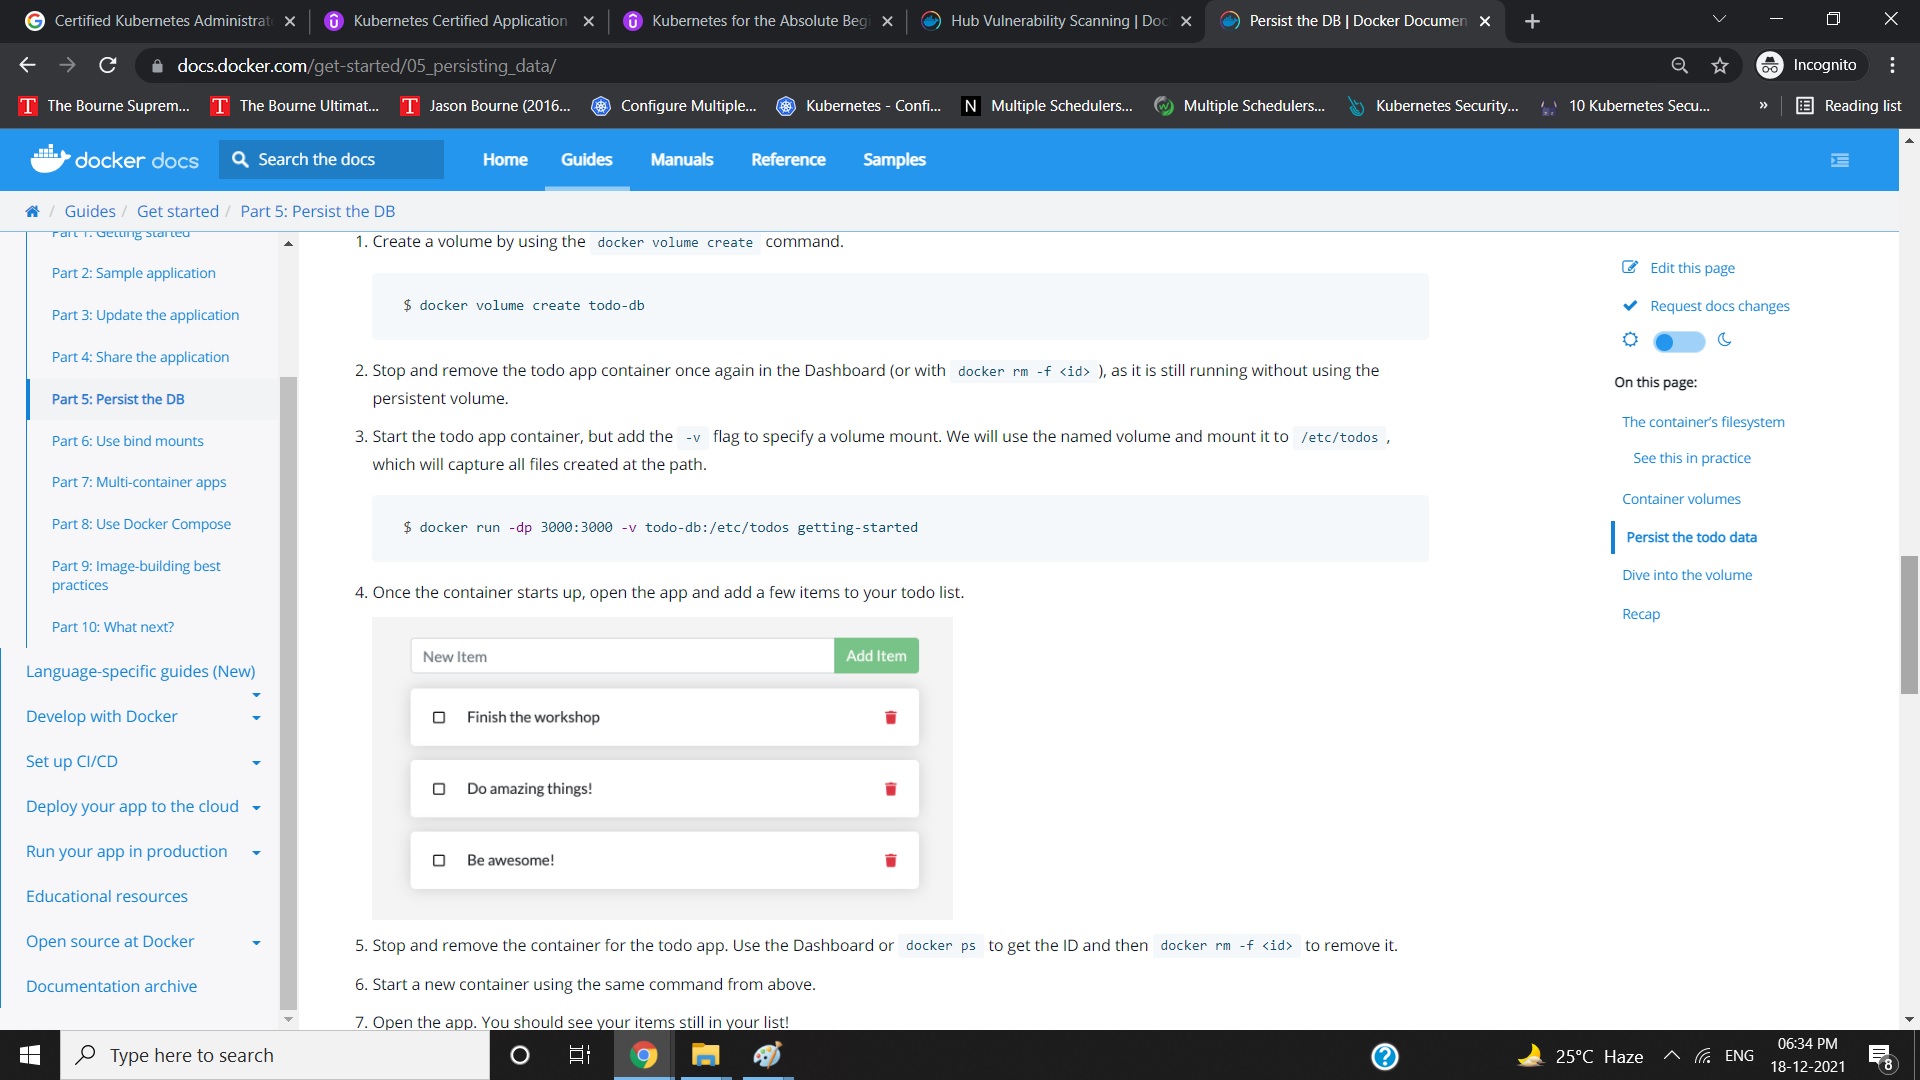 Certified Kubernetes Administrat
Kubernetes Certified Application
Kubernetes for the Absolute Begi
Hub Vulnerability Scanning | Doc
Persist the DB | Docker Documen
docs.docker.com/get-started/05_persisting_data/
Incognito
The Bourne Suprem...
The Bourne Ultimat...
Jason Bourne (2016...
Configure Multiple...
Kubernetes - Confi...
N
Multiple Schedulers...
Multiple Schedulers...
Kubernetes Security...
10 Kubernetes Secu...
»
Reading list
docker docs
Search the docs
Home
Guides
Manuals
Reference
Samples
/ Guides / Get started / Part 5: Persist the DB
Part 1: Getting started
Part 2: Sample application
Part 3: Update the application
Part 4: Share the application
Part 5: Persist the DB
Part 6: Use bind mounts
Part 7: Multi-container apps
Part 8: Use Docker Compose
Part 9: Image-building best
practices
Part 10: What next?
Language-specific guides (New)
Develop with Docker
Set up CI/CD
Deploy your app to the cloud
Run your app in production
Educational resources
Open source at Docker
Documentation archive
1. Create a volume by using the docker volume create command.
$ docker volume create todo-db
2. Stop and remove the todo app container once again in the Dashboard (or with docker rm -f <id> ), as it is still running without using the
persistent volume.
3. Start the todo app container, but add the -v flag to specify a volume mount. We will use the named volume and mount it to /etc/todos ,
which will capture all files created at the path.
$ docker run -dp 3000:3000 -v todo-db:/etc/todos getting-started
4. Once the container starts up, open the app and add a few items to your todo list.
New Item
Add Item
Finish the workshop
Do amazing things!
Be awesome!
5. Stop and remove the container for the todo app. Use the Dashboard or docker ps to get the ID and then docker rm -f <id> to remove it.
6. Start a new container using the same command from above.
7. Open the app. You should see your items still in your list!
Edit this page
Request docs changes
On this page:
The container's filesystem
See this in practice
Container volumes
Persist the todo data
Dive into the volume
Recap
Type here to search
25°C Haze
ENG
06:34 PM
18-12-2021
8